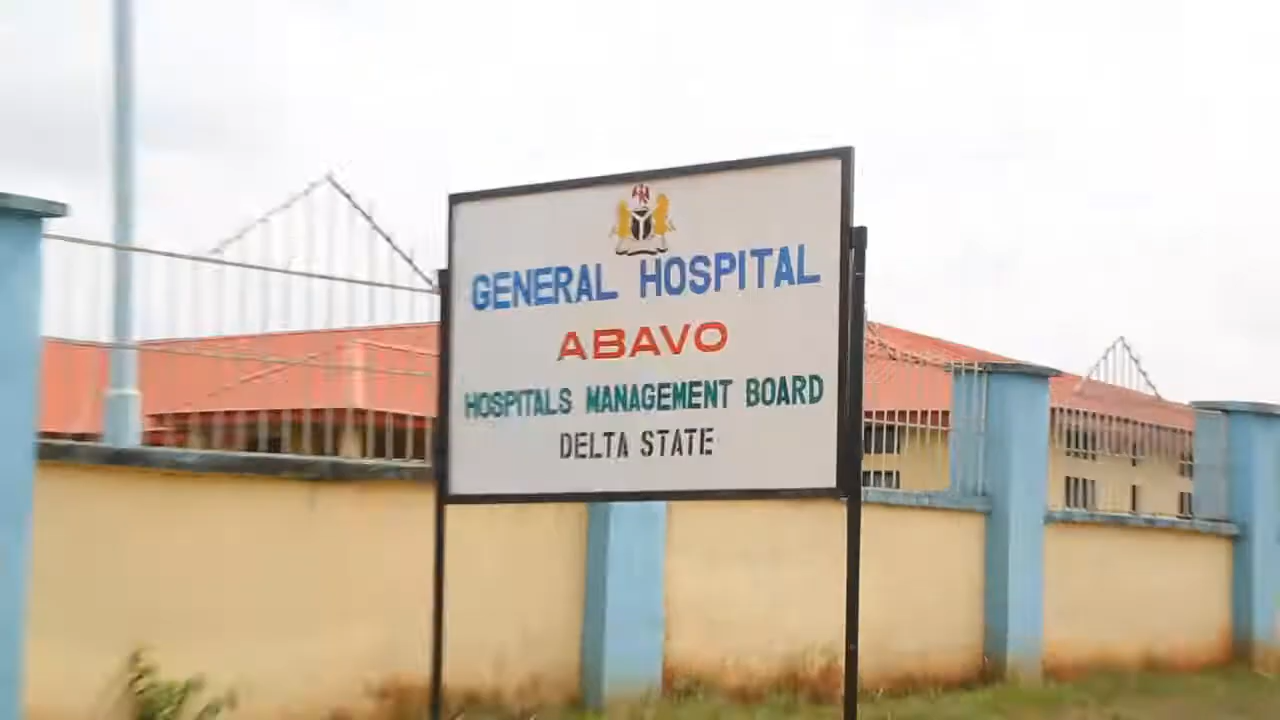 GENERAL HOSPITAL
ABAVO
HOSPITALS MANAGEMENT BOARD
DELTA STATE